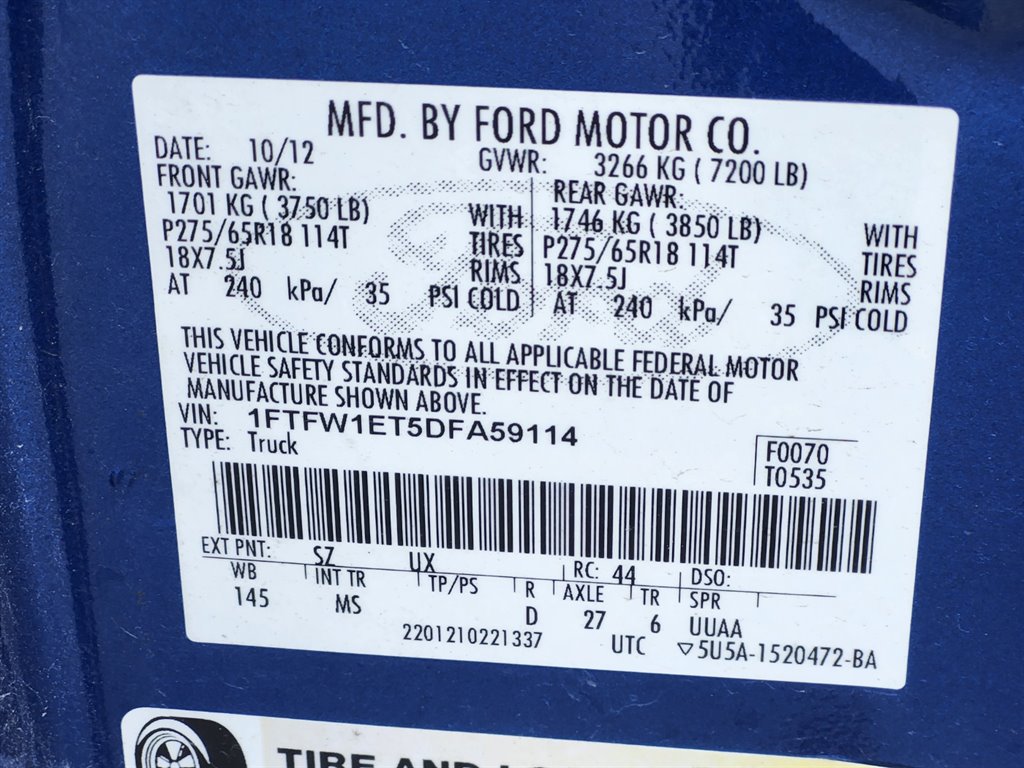 MFD. BY FORD MOTOR CO.
DATE: 10/12 GVWR: 3266 KG ( 7200 LB)
FRONT GAWR: REAR GAWR:
1701 KG ( 3750 LB) WITH 1746 KG ( 3850 LB) WITH
P275/65R18 114T TIRES P275/65R18 114T TIRES
18X7.5J RIMS 18X7.5J RIMS
AT 240 kPa/ 35 PSI COLD AT 240 kPa/ 35 PSI COLD
THIS VEHICLE CONFORMS TO ALL APPLICABLE FEDERAL MOTOR
VEHICLE SAFETY STANDARDS IN EFFECT ON THE DATE OF
MANUFACTURE SHOWN ABOVE.
VIN: 1FTFW1ET5DFA59114
TYPE: Truck
F0070
T0535
EXT PNT: SZ UX RC: 44 DSO:
WB INT TR TP/PS R AXLE TR SPR
145 MS D 27 6 UUAA
2201210221337 UTC ▽5U5A-1520472-BA
TIRE AND